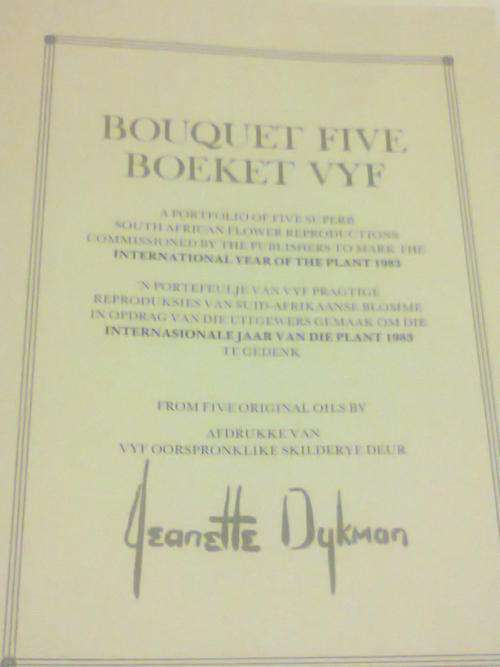 BOUQUET FIVE
BOEKET VYF
A PORTFOLIO OF FIVE SUPERB
SOUTH AFRICAN FLOWER REPRODUCTIONS
COMMISSIONED BY THE PUBLISHERS TO MARK THE
INTERNATIONAL YEAR OF THE PLANT 1983
'N PORTEFEULJE VAN VYF PRAGTIGE
REPRODUKSIES VAN SUID-AFRIKAANSE BLOMME
IN OPDRAG VAN DIE UITGEWERS GEMAAK OM DIE
INTERNASIONALE JAAR VAN DIE PLANT 1983
TE GEDENK
FROM FIVE ORIGINAL OILS BY
AFDRUKKE VAN
VYF OORSPRONKLIKE SKILDERYE DEUR
Jeanette Dykman